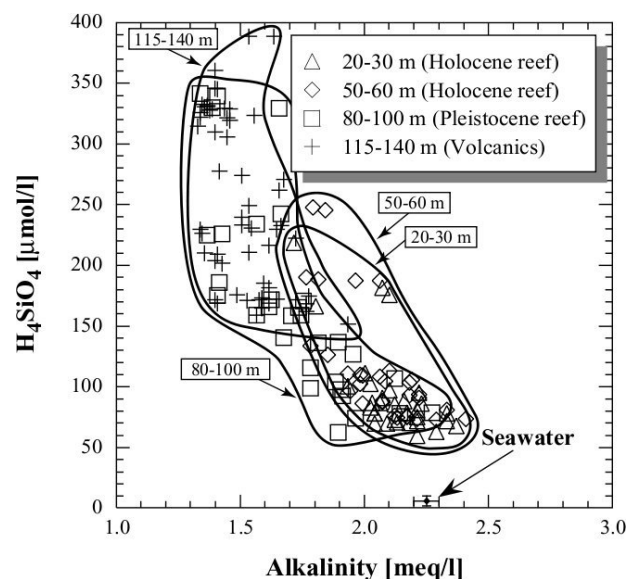 400
350
300
250
200
150
100
50
0
H₄SiO₄ [µmol/l]
115-140 m
20-30 m (Holocene reef)
50-60 m (Holocene reef)
80-100 m (Pleistocene reef)
115-140 m (Volcanics)
50-60 m
20-30 m
80-100 m
Seawater
1.0 1.5 2.0 2.5 3.0
Alkalinity [meq/l]